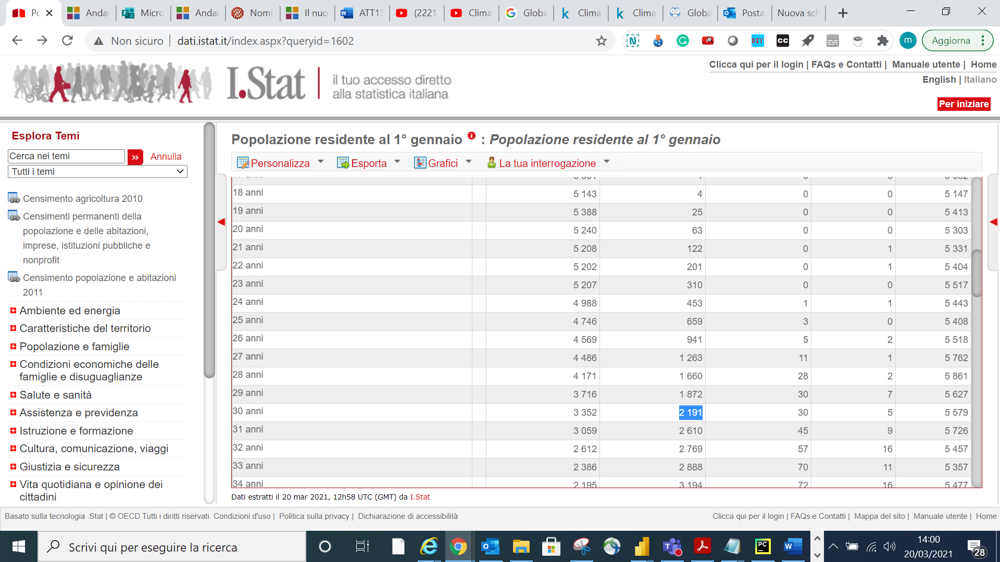 Po
Andar
Micro
Andar
Nomi
Il nuo
ATT15
(2221
Clima
Globa
Clima
Clima
Globa
Posta
Nuova sch
Non sicuro
dati.istat.it/index.aspx?queryid=1602
DIY
CC
m
Aggiorna
I.Stat
il tuo accesso diretto
alla statistica italiana
Clicca qui per il login | FAQs e Contatti | Manuale utente | Home
English | Italiano
Per iniziare
Esplora Temi
Cerca nei temi
»
Annulla
Tutti i temi
Censimento agricoltura 2010
Censimenti permanenti della
popolazione e delle abitazioni,
imprese, istituzioni pubbliche e
nonprofit
Censimento popolazione e abitazioni
2011
Ambiente ed energia
Caratteristiche del territorio
Popolazione e famiglie
Condizioni economiche delle
famiglie e disuguaglianze
Salute e sanità
Assistenza e previdenza
Istruzione e formazione
Cultura, comunicazione, viaggi
Giustizia e sicurezza
Vita quotidiana e opinione dei
cittadini
Popolazione residente al 1° gennaio : Popolazione residente al 1° gennaio
Personalizza
Esporta
Grafici
La tua interrogazione
18 anni 5 143 4 0 0 5 147
19 anni 5 388 25 0 0 5 413
20 anni 5 240 63 0 0 5 303
21 anni 5 208 122 0 1 5 331
22 anni 5 202 201 0 1 5 404
23 anni 5 207 310 0 0 5 517
24 anni 4 988 453 1 1 5 443
25 anni 4 746 659 3 0 5 408
26 anni 4 569 941 5 2 5 518
27 anni 4 486 1 263 11 1 5 762
28 anni 4 171 1 660 28 2 5 861
29 anni 3 716 1 872 30 7 5 627
30 anni 3 352 2 191 30 5 5 579
31 anni 3 059 2 610 45 9 5 726
32 anni 2 612 2 769 57 16 5 457
33 anni 2 386 2 888 70 11 5 357
34 anni 2 195 3 194 72 16 5 477
Dati estratti il 20 mar 2021, 12h58 UTC (GMT) da I.Stat
Basato sulla tecnologia .Stat | © OECD Tutti i diritti riservati. Condizioni d'uso | Politica sulla privacy | Dichiarazione di accessibilità
Clicca qui per il login | FAQs e Contatti | Mappa del sito | Manuale utente | Home
Scrivi qui per eseguire la ricerca
PC
14:00
20/03/2021
28